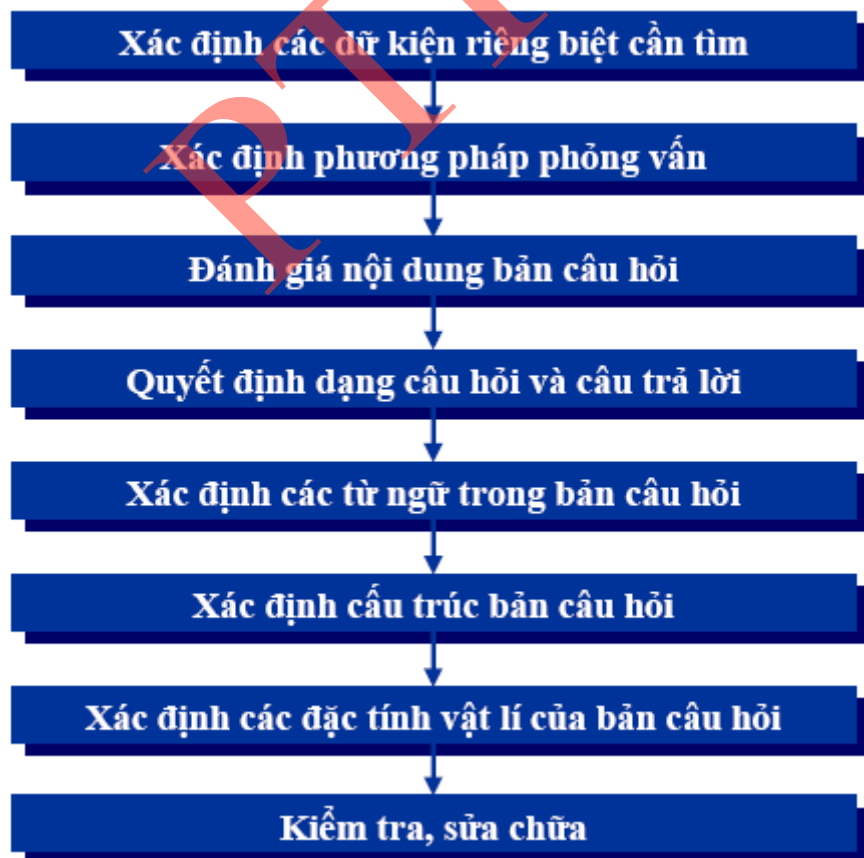 Xác định các dữ kiện riêng biệt cần tìm
Xác định phương pháp phỏng vấn
Đánh giá nội dung bản câu hỏi
Quyết định dạng câu hỏi và câu trả lời
Xác định các từ ngữ trong bản câu hỏi
Xác định cấu trúc bản câu hỏi
Xác định các đặc tính vật lí của bản câu hỏi
Kiểm tra, sửa chữa